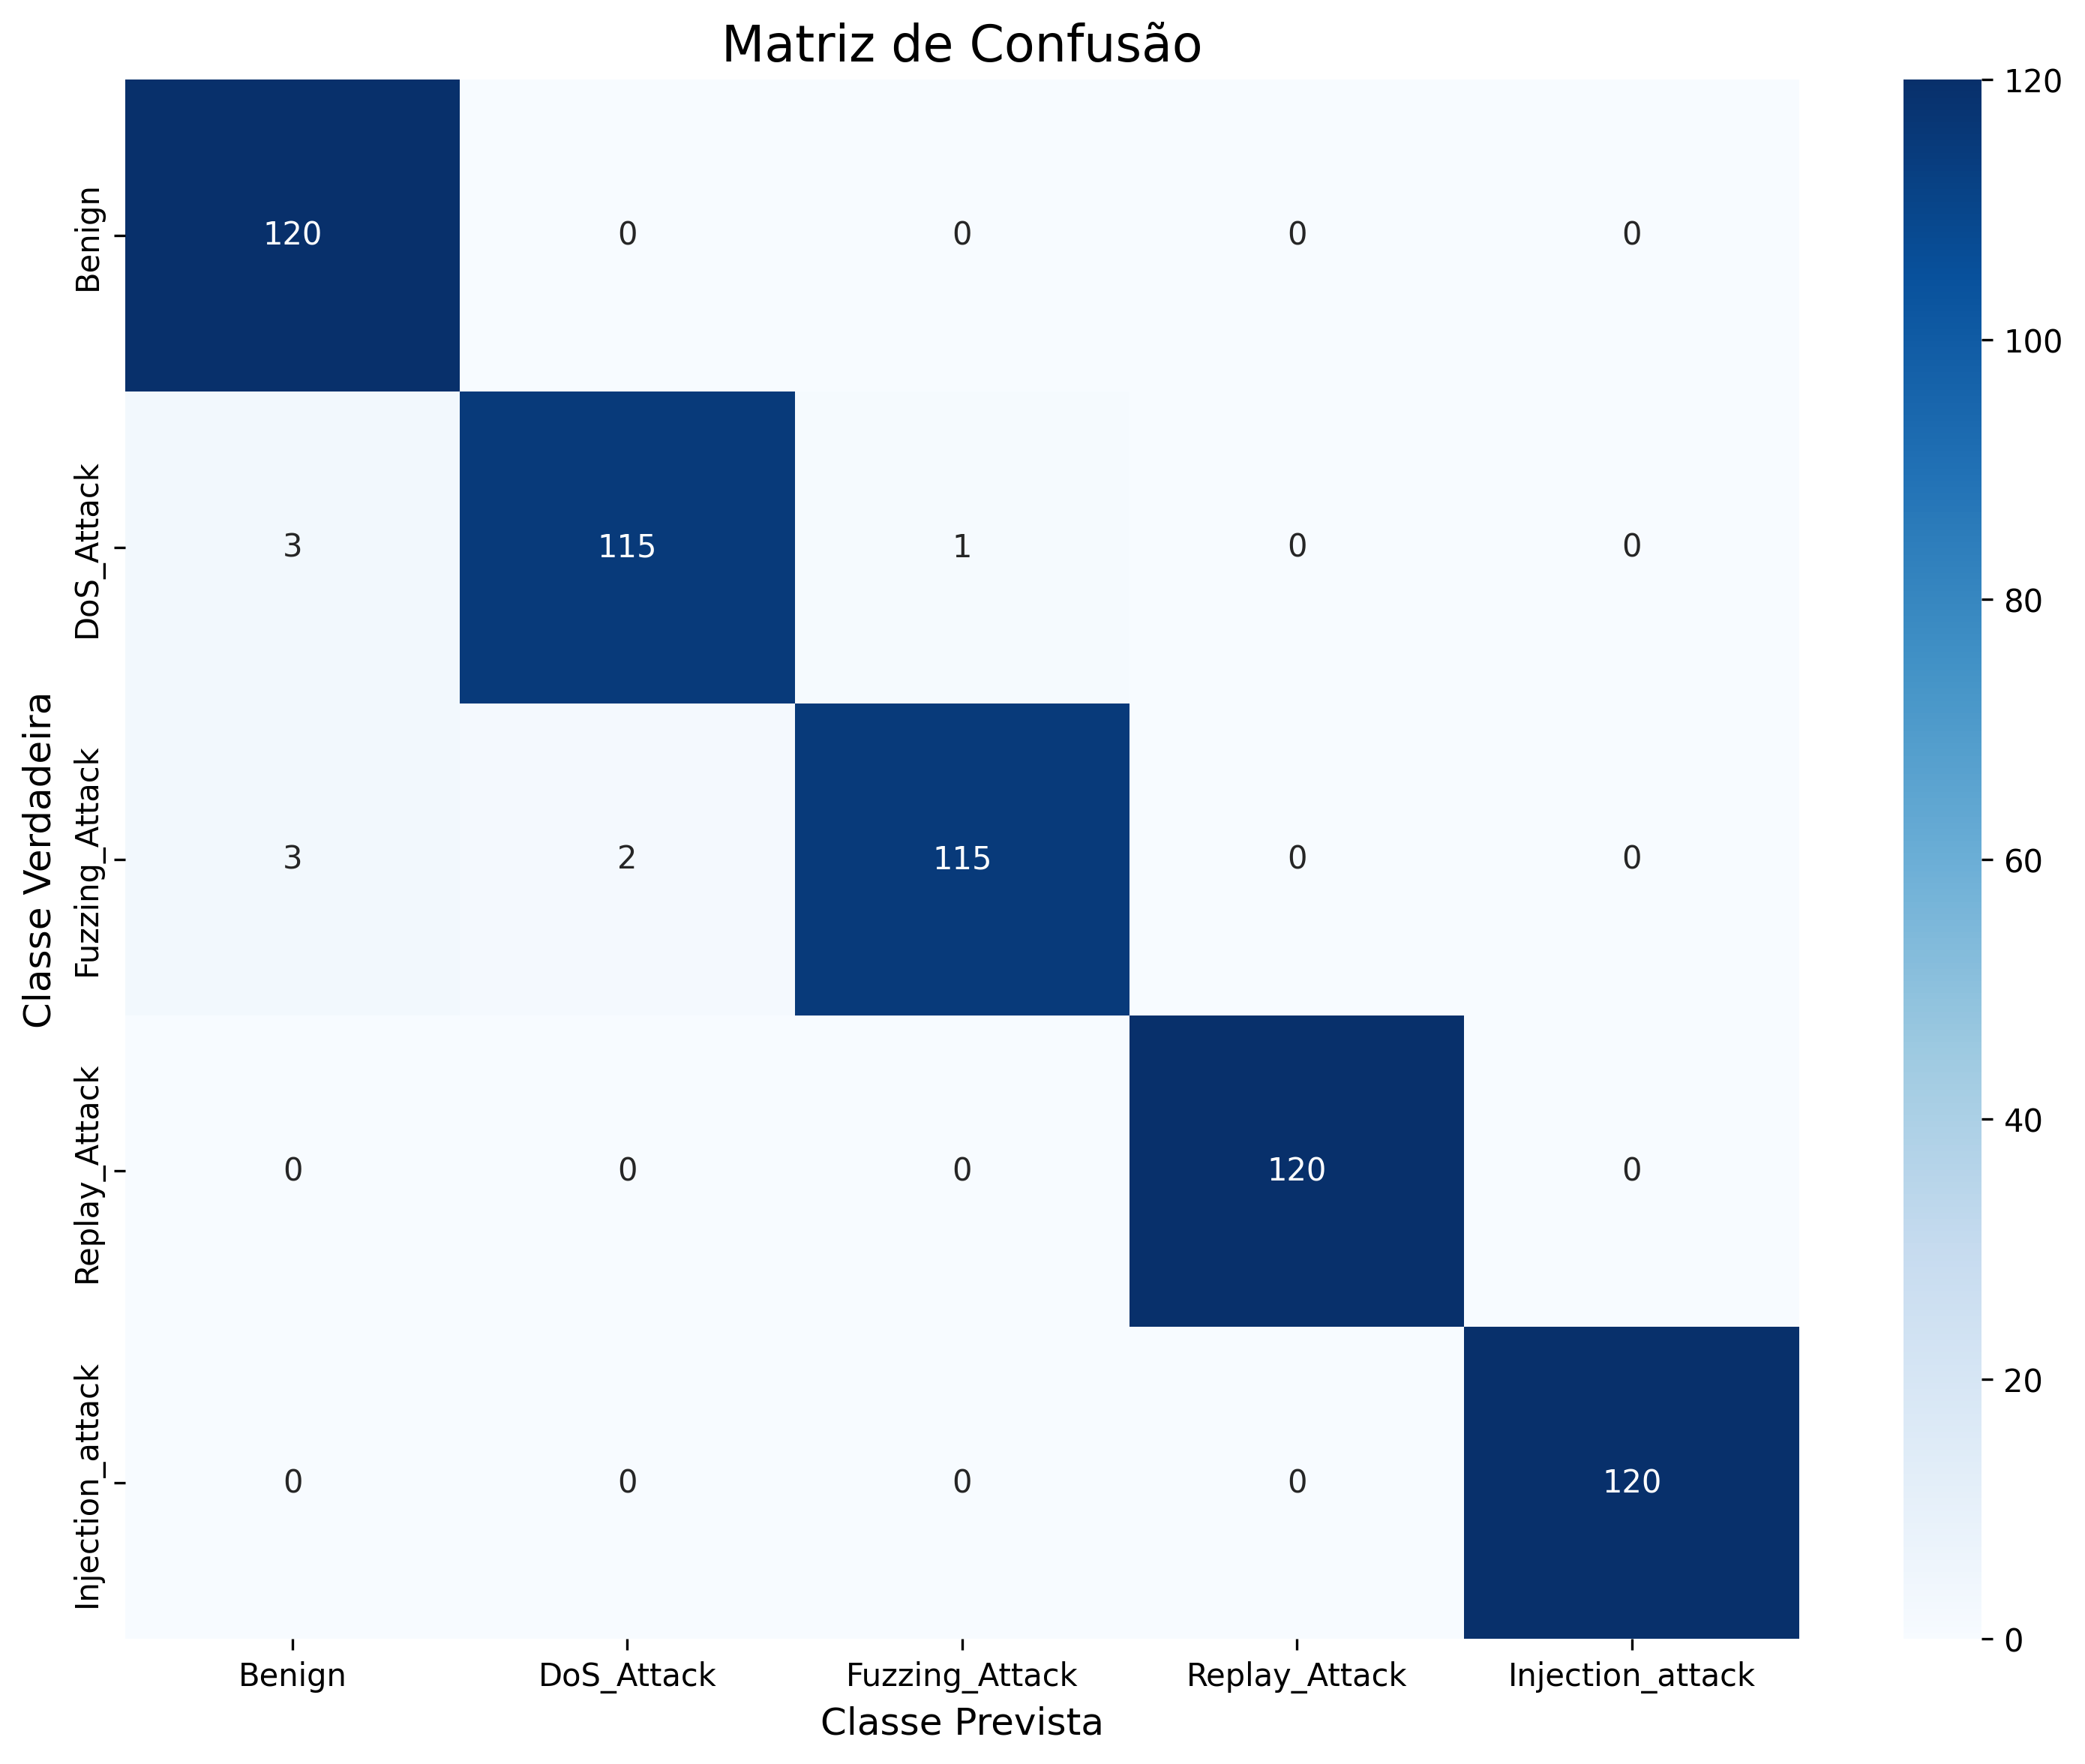 Matriz de Confusão
Classe Verdadeira
Benign
120
0
0
0
0
DoS_Attack
3
115
1
0
0
Fuzzing_Attack
3
2
115
0
0
Replay_Attack
0
0
0
120
0
Injection_attack
0
0
0
0
120
Benign
DoS_Attack
Fuzzing_Attack
Replay_Attack
Injection_attack
Classe Prevista
120
100
80
60
40
20
0